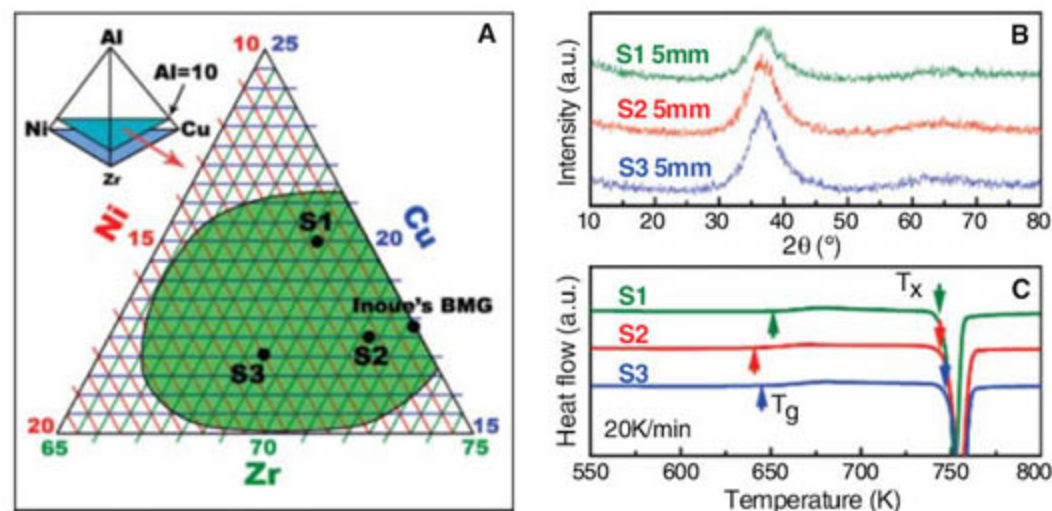 A
Al
Al=10
Ni
Cu
Zr
10
25
Ni
Cu
15
20
S1
Inoue's BMG
S2
S3
20
15
65
70
75
Zr
B
Intensity (a.u.)
S1 5mm
S2 5mm
S3 5mm
10 20 30 40 50 60 70 80
2θ (°)
C
Heat flow (a.u.)
S1
Tx
S2
S3
Tg
20K/min
550 600 650 700 750 800
Temperature (K)